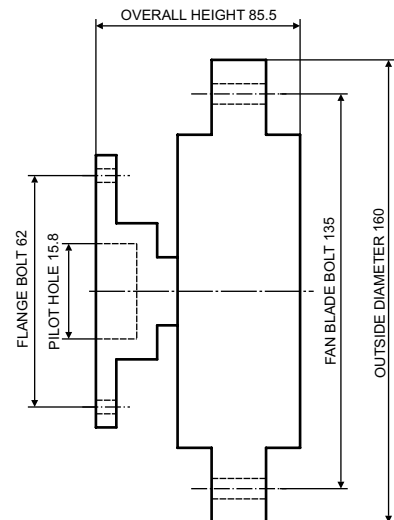 OVERALL HEIGHT 85.5
FLANGE BOLT 62
PILOT HOLE 15.8
FAN BLADE BOLT 135
OUTSIDE DIAMETER 160